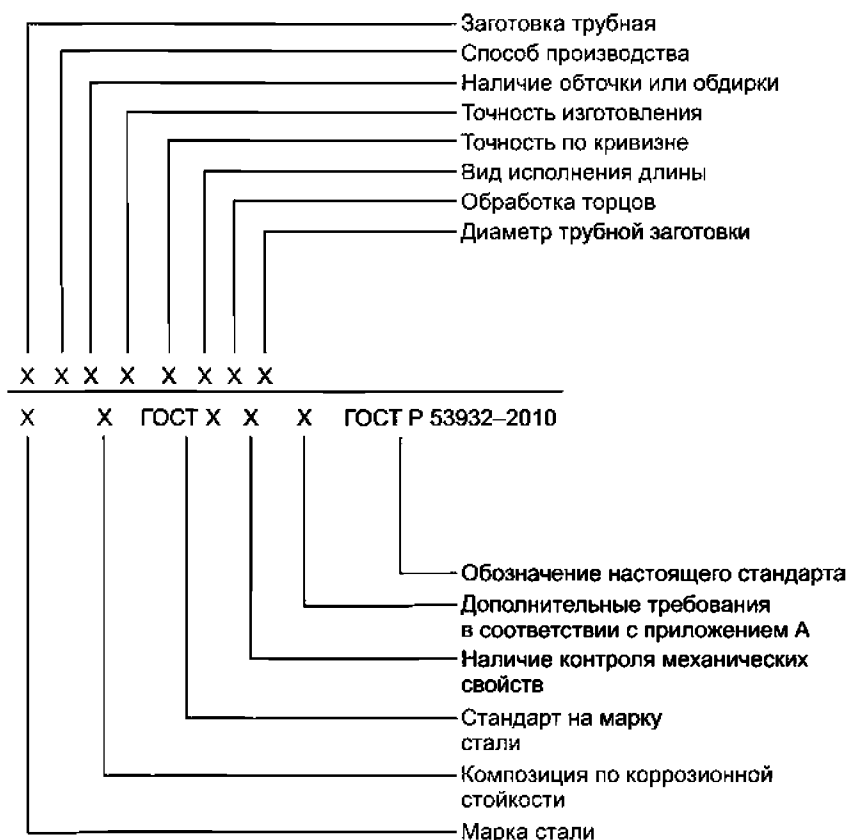 Заготовка трубная
Способ производства
Наличие обточки или обдирки
Точность изготовления
Точность по кривизне
Вид исполнения длины
Обработка торцов
Диаметр трубной заготовки
X X X X X X X X
X X ГОСТ X X X ГОСТ Р 53932–2010
Обозначение настоящего стандарта
Дополнительные требования
в соответствии с приложением А
Наличие контроля механических
свойств
Стандарт на марку
стали
Композиция по коррозионной
стойкости
Марка стали